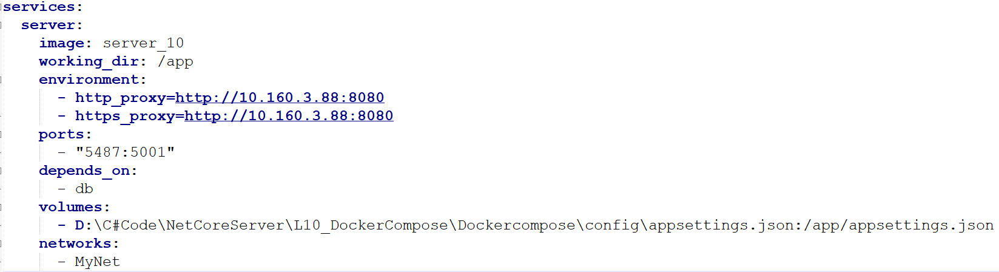 services:
  server:
    image: server_10
    working_dir: /app
    environment:
      - http_proxy=http://10.160.3.88:8080
      - https_proxy=http://10.160.3.88:8080
    ports:
      - "5487:5001"
    depends_on:
      - db
    volumes:
      - D:\C#Code\NetCoreServer\L10_DockerCompose\Dockercompose\config\appsettings.json:/app/appsettings.json
    networks:
      - MyNet